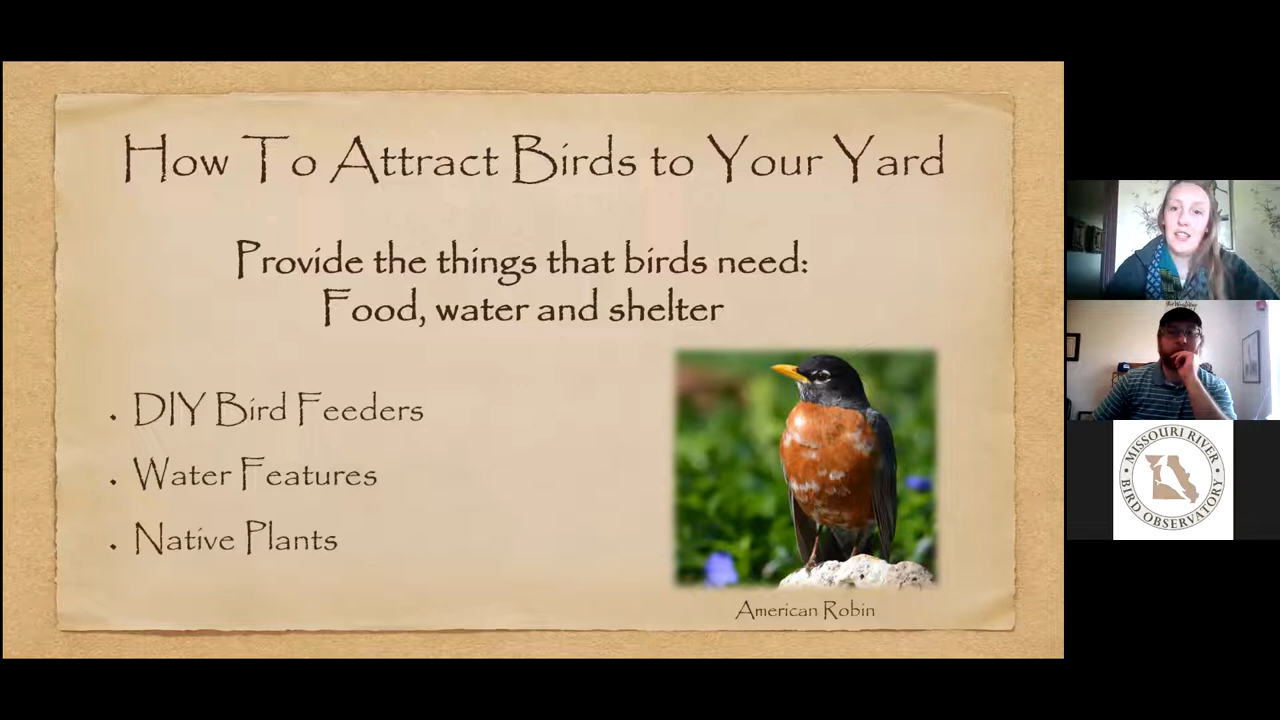 How To Attract Birds to Your Yard
Provide the things that birds need:
Food, water and shelter
. DIY Bird Feeders
. Water Features
. Native Plants
American Robin
MISSOURI RIVER
BIRD OBSERVATORY